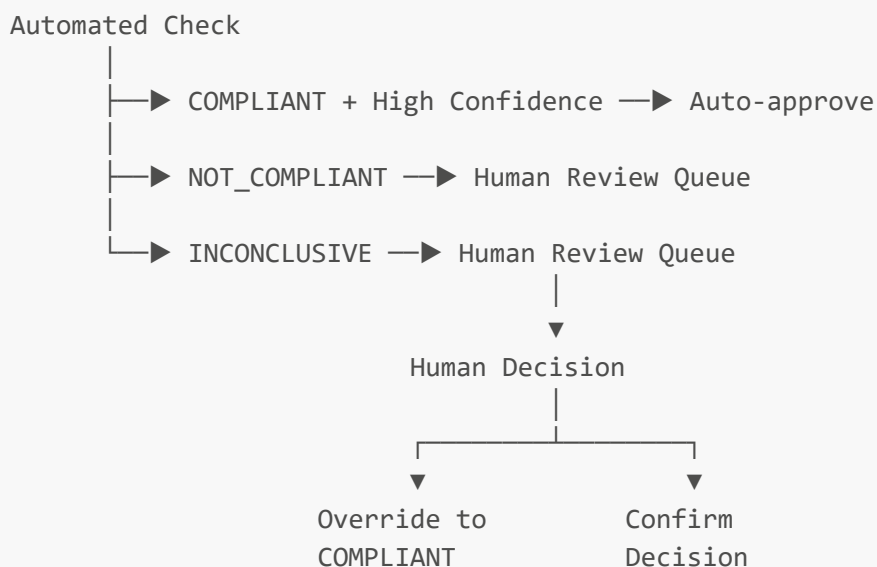 Automated Check
COMPLIANT + High Confidence Auto-approve
NOT_COMPLIANT Human Review Queue
INCONCLUSIVE Human Review Queue
Human Decision
Override to Confirm
COMPLIANT Decision